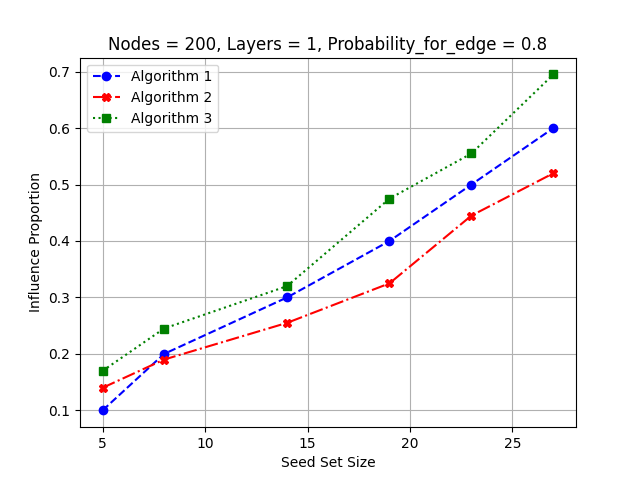 Nodes = 200, Layers = 1, Probability_for_edge = 0.8
Algorithm 1
Algorithm 2
Algorithm 3
Influence Proportion
0.7
0.6
0.5
0.4
0.3
0.2
0.1
5 10 15 20 25
Seed Set Size